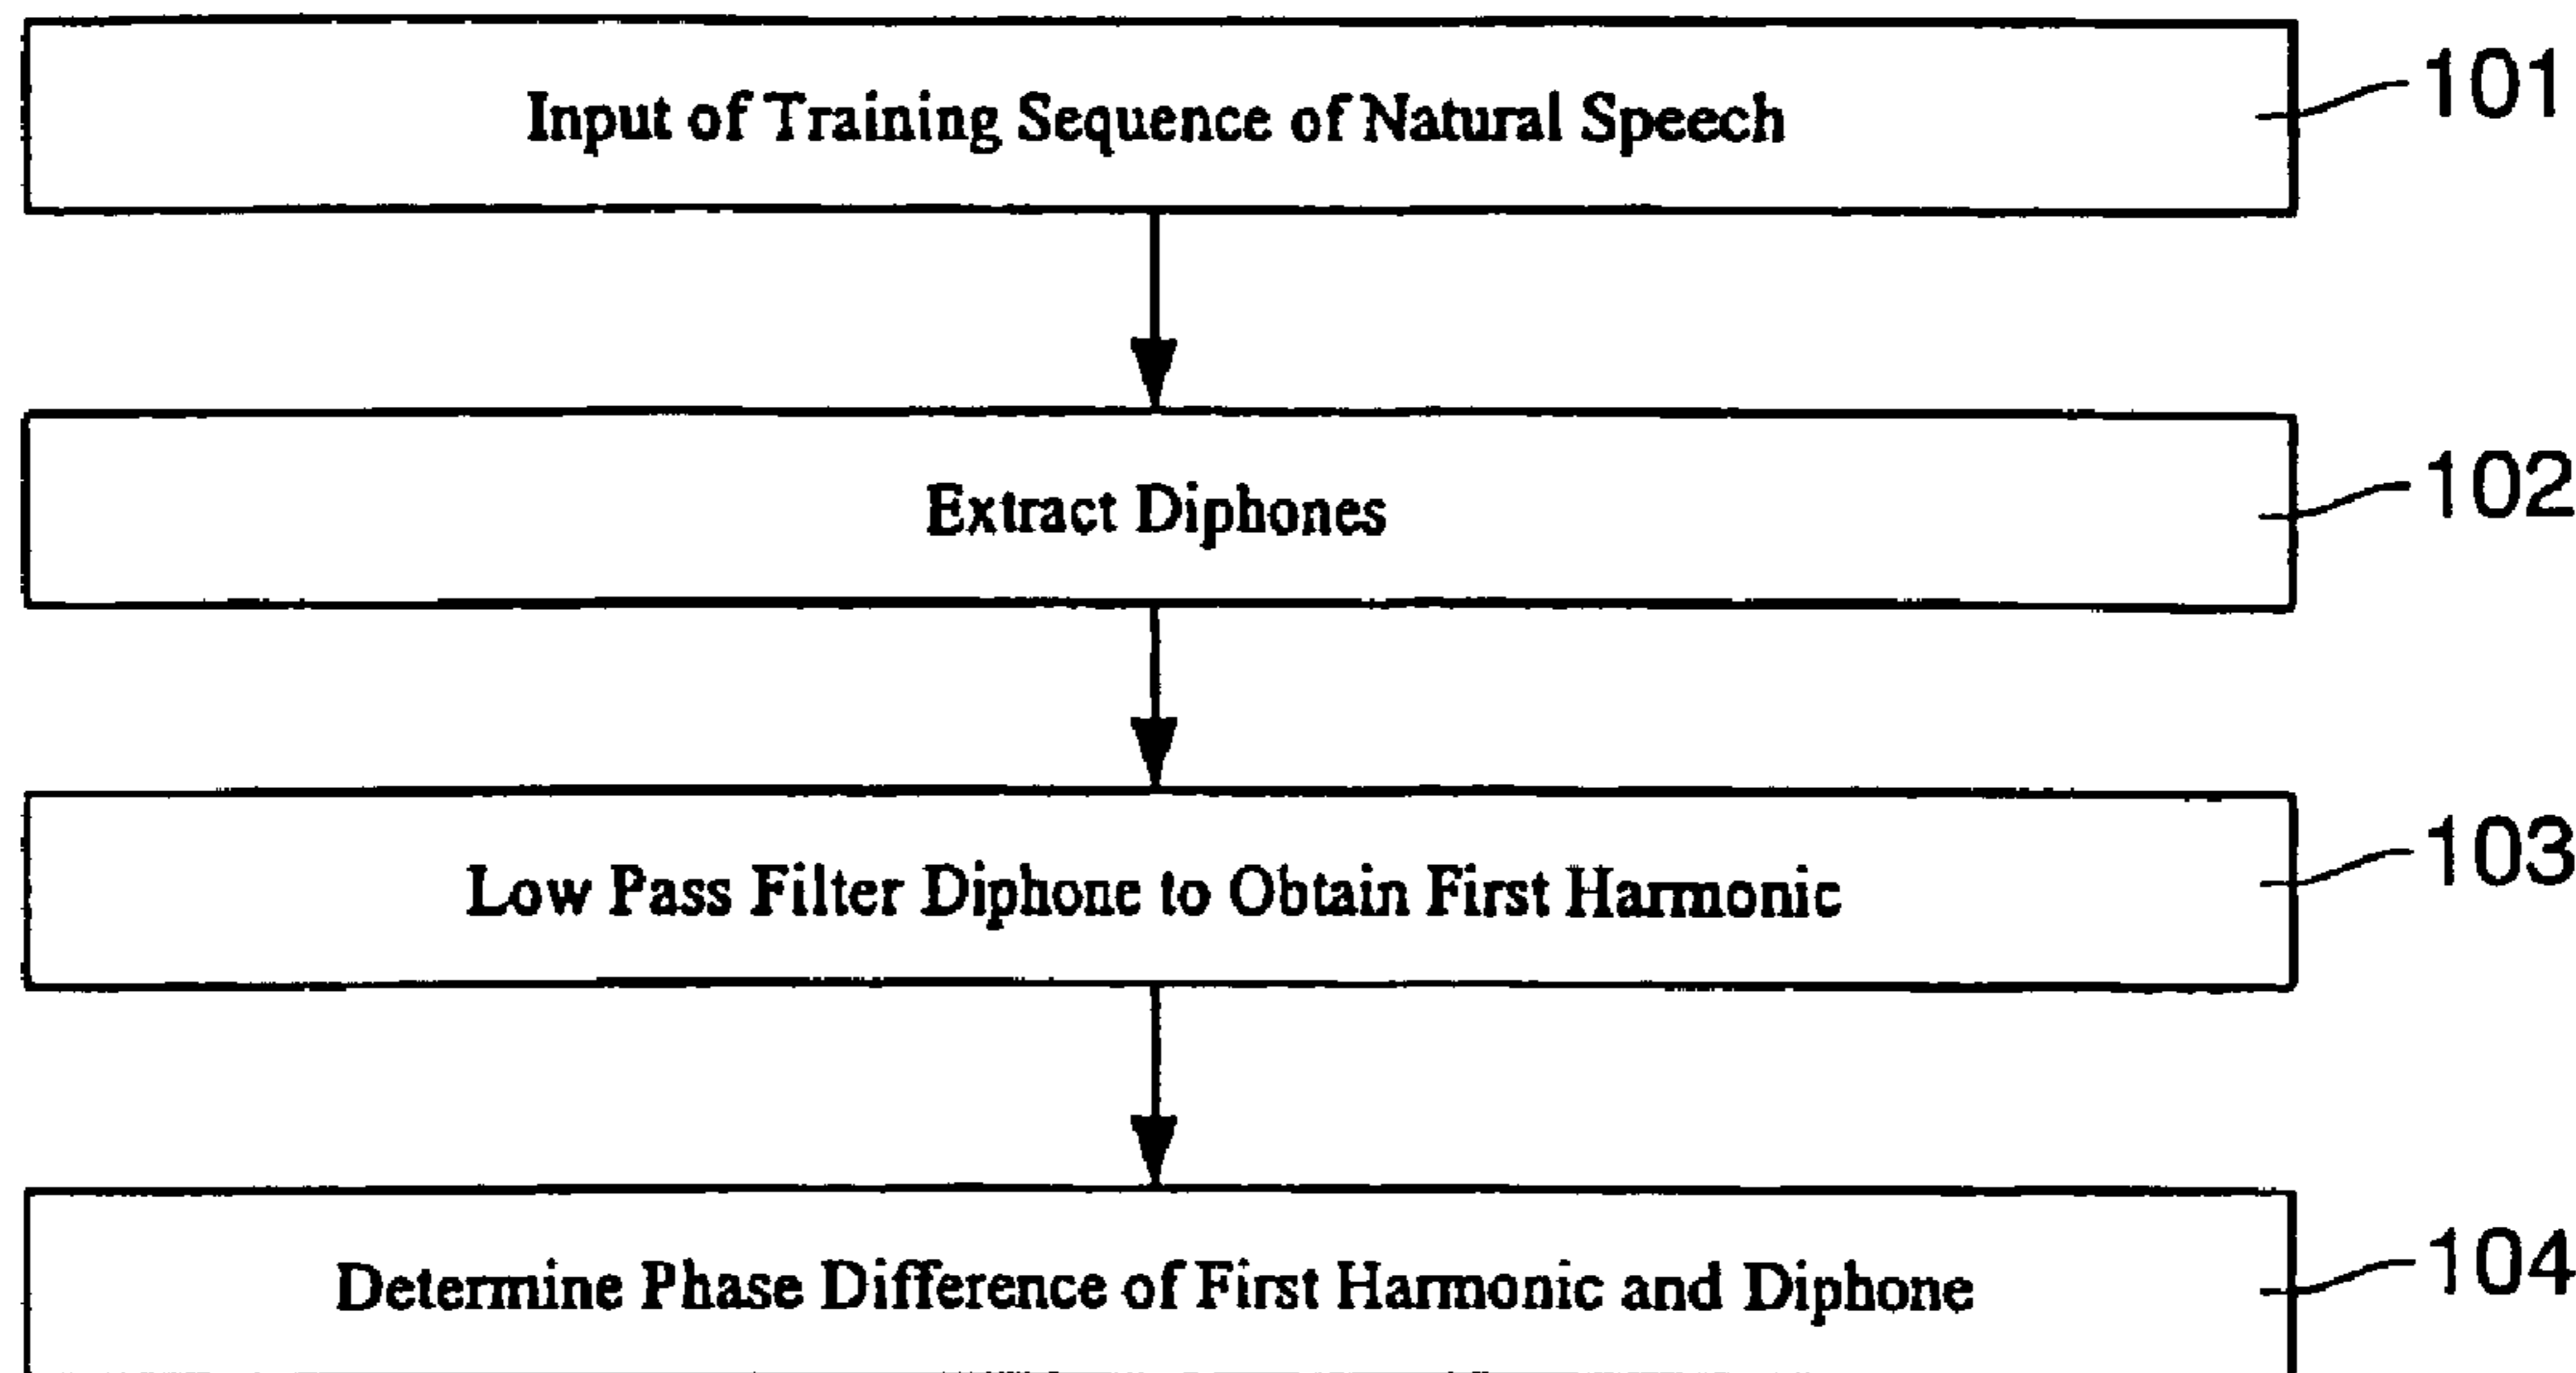 Input of Training Sequence of Natural Speech
101
Extract Diphones
102
Low Pass Filter Diphone to Obtain First Harmonic
103
Determine Phase Difference of First Harmonic and Diphone
104